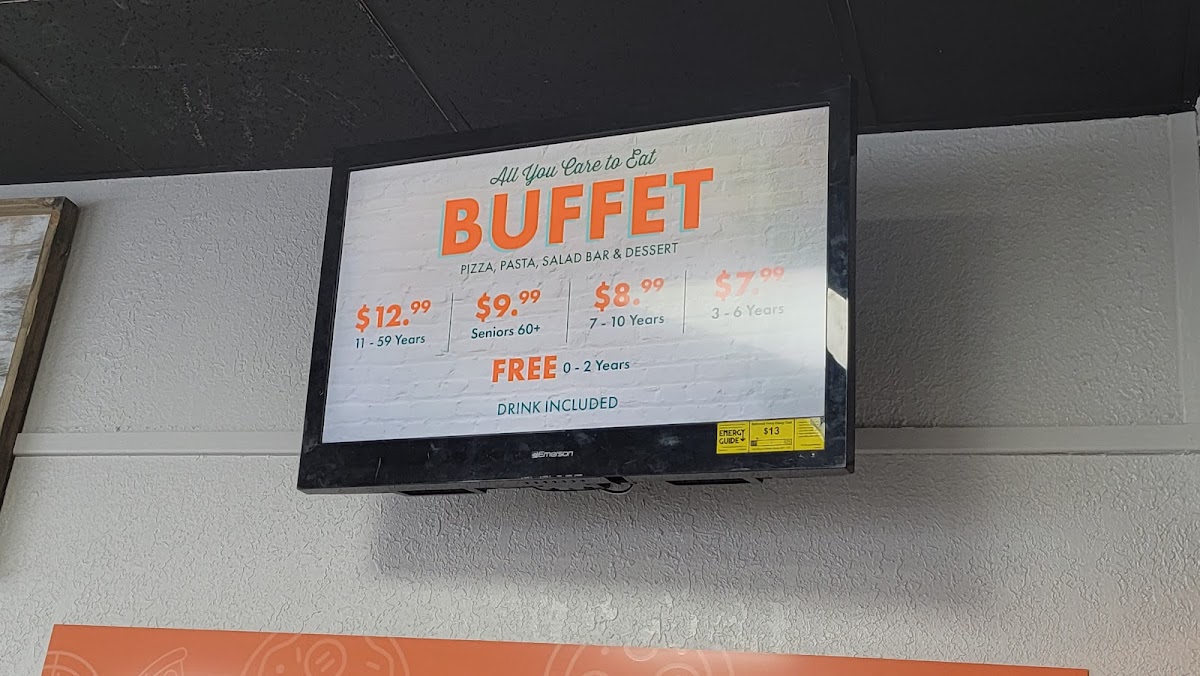 All You Care to Eat
BUFFET
PIZZA, PASTA, SALAD BAR & DESSERT
$12.99 $9.99 $8.99 $7.99
11 - 59 Years Seniors 60+ 7 - 10 Years 3 - 6 Years
FREE 0 - 2 Years
DRINK INCLUDED
ENERGY GUIDE
$13
Emerson